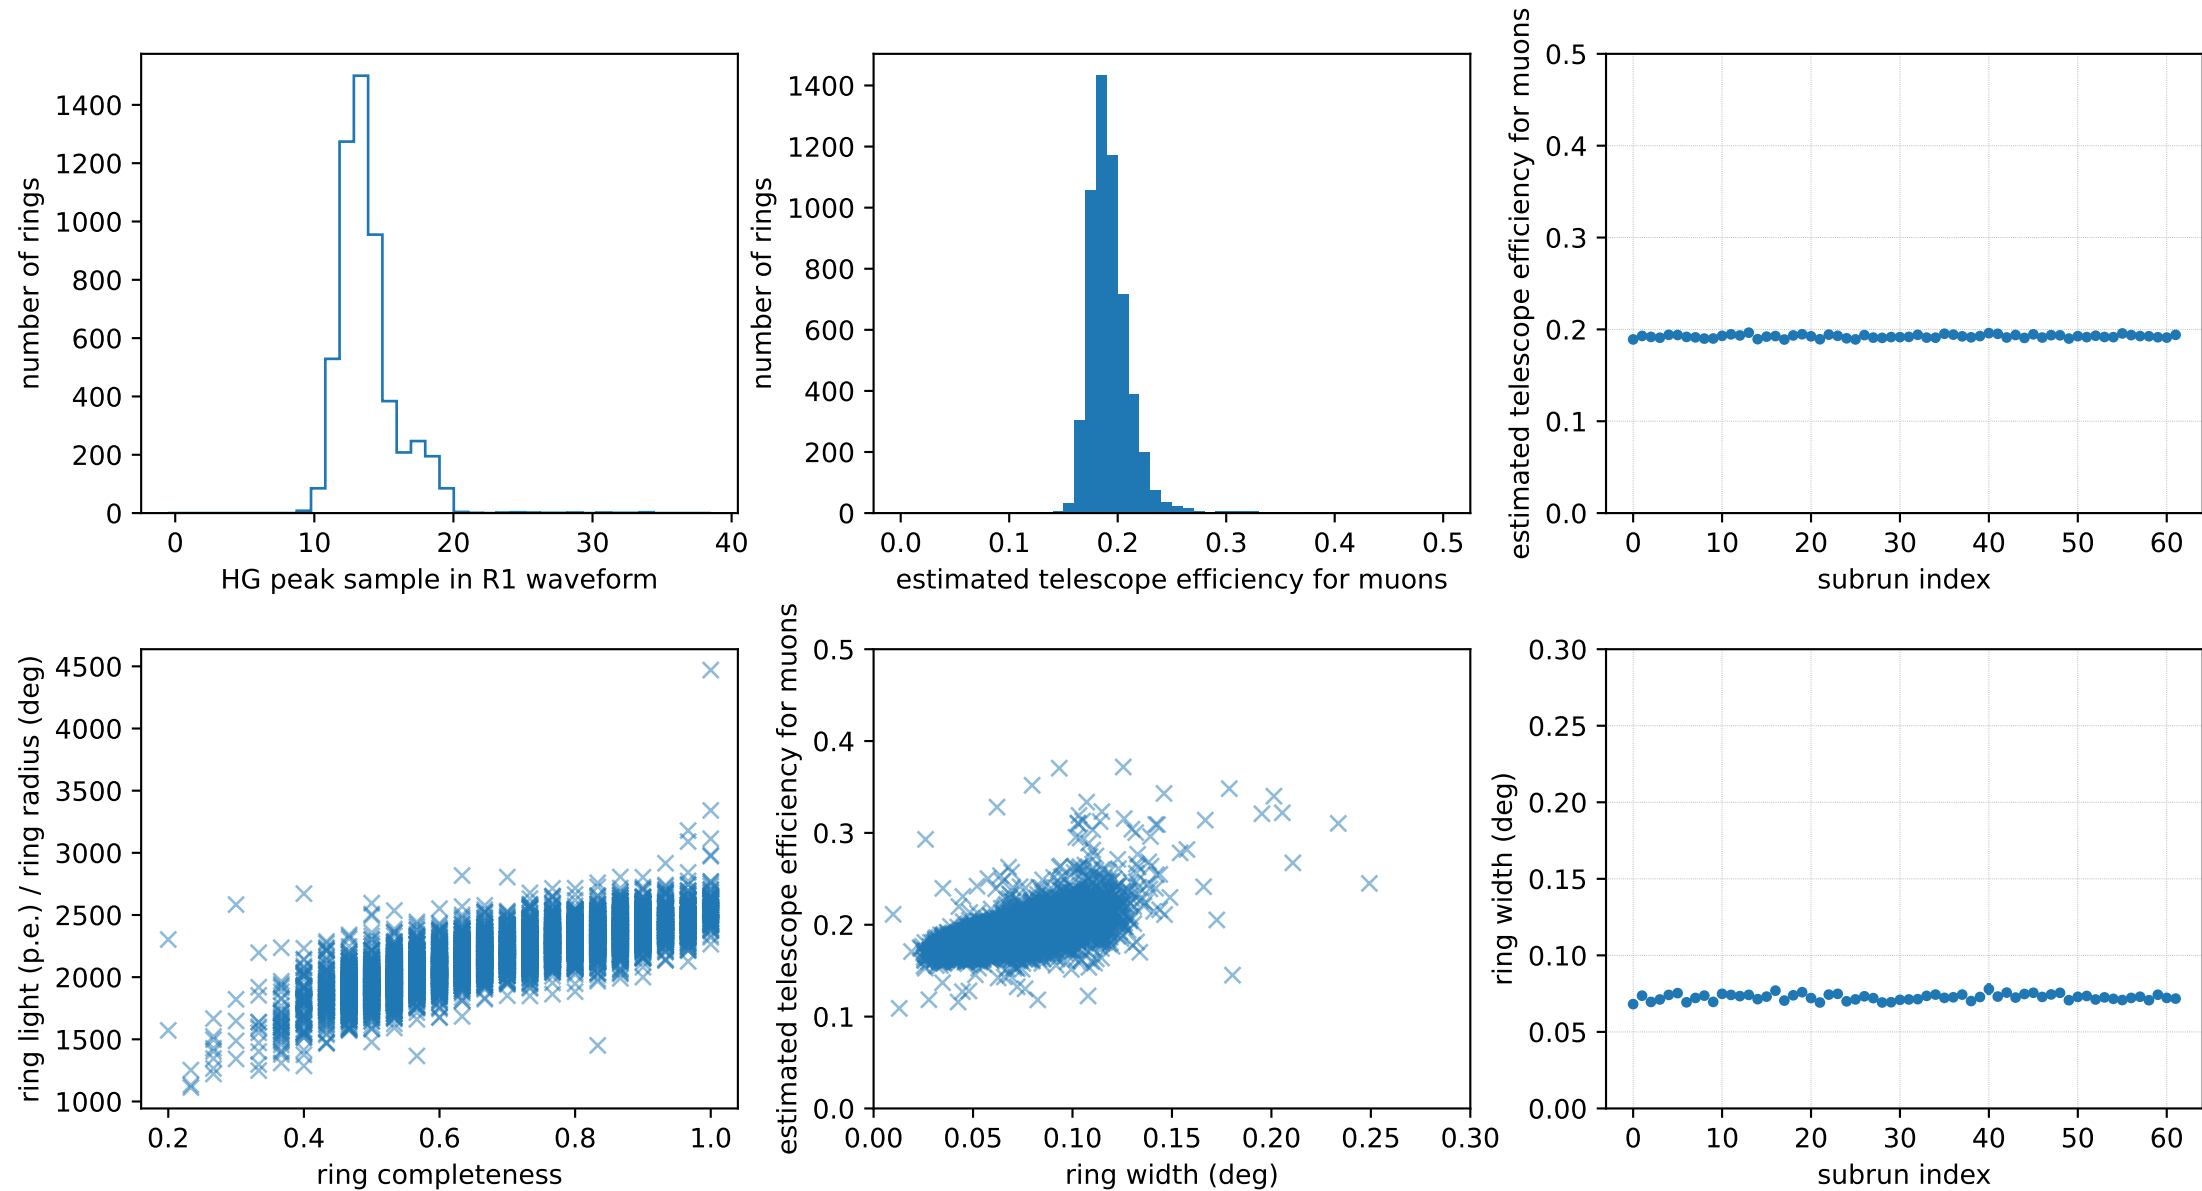 number of rings
1400
1200
1000
800
600
400
200
0
0 10 20 30 40
HG peak sample in R1 waveform
number of rings
1400
1200
1000
800
600
400
200
0
0.0 0.1 0.2 0.3 0.4 0.5
estimated telescope efficiency for muons
estimated telescope efficiency for muons
0.5
0.4
0.3
0.2
0.1
0.0
0 10 20 30 40 50 60
subrun index
ring light (p.e.) / ring radius (deg)
4500
4000
3500
3000
2500
2000
1500
1000
0.2 0.4 0.6 0.8 1.0
ring completeness
estimated telescope efficiency for muons
0.5
0.4
0.3
0.2
0.1
0.0
0.00 0.05 0.10 0.15 0.20 0.25 0.30
ring width (deg)
ring width (deg)
0.30
0.25
0.20
0.15
0.10
0.05
0.00
0 10 20 30 40 50 60
subrun index